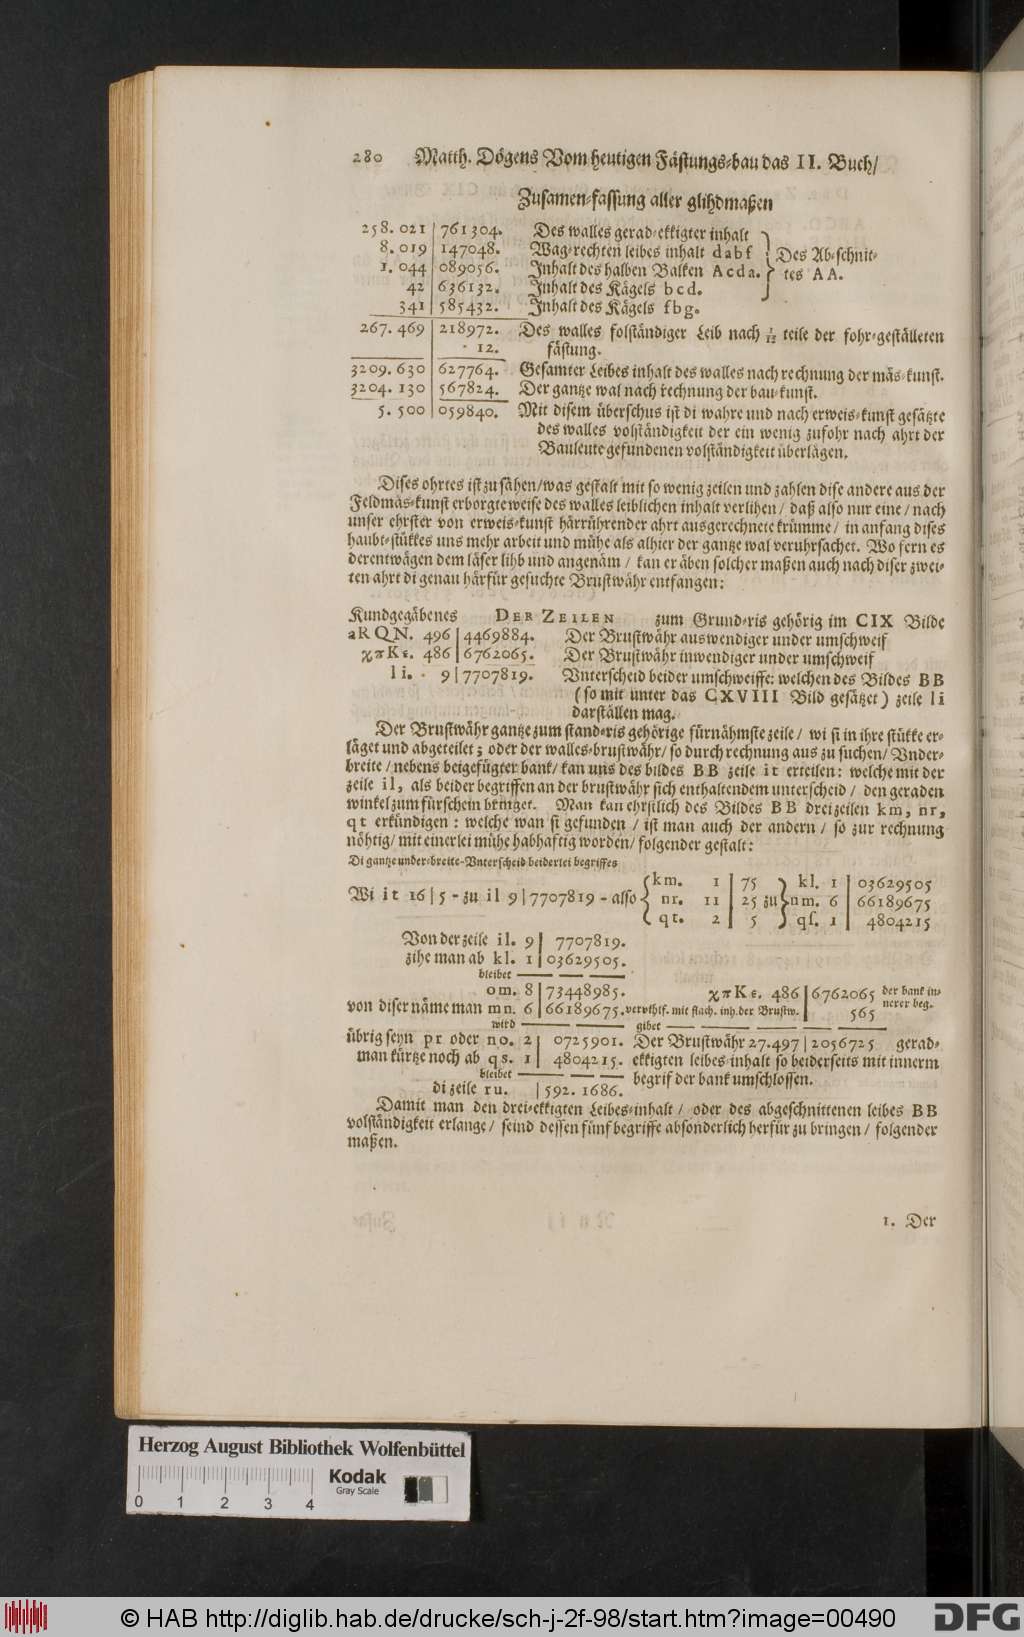 280 Matth. Dögens Vom heutigen Fästungs-bau das II. Buch/
Zusamen-fassung aller glihdmaßen
258. 021 | 761304. Des walles gerad-ekkigter inhalt
8. 019 | 147048. Wag-rechten leibes inhalt dabf
1. 044 | 089056. Inhalt des halben Balken Acda.
42 | 636132. Inhalt des Kägels bcd.
341 | 585432. Inhalt des Kägels fbg.
Des Ab-schnit-
tes AA.
267. 469 | 218972. Des walles folständiger Leib nach 1/12 teile der fohr-geställeten
12. fästung.
3209. 630 | 627764. Gesamter Leibes inhalt des walles nach rechnung der mäs-kunst.
3204. 130 | 567824. Der gantze wal nach rechnung der bau-kunst.
5. 500 | 059840. Mit disem überschus ist di wahre und nach erweis-kunst gesätzte
des walles volständigkeit der ein wenig zufohr nach ahrt der
Bauleute gefundenen volständigkeit überlägen.
Dises ohrtes ist zu sähen/ was gestalt mit so wenig zeilen und zahlen dise andere aus der
Feldmäs-kunst erborgte weise des walles leiblichen inhalt verlihen/ daß also nur eine/ nach
unser ehrster von erweis-kunst härrührender ahrt ausgerechnete krümme/ in anfang dises
haubt-stükkes uns mehr arbeit und mühe als alhier der gantze wal veruhrsachet. Wo fern es
derentwägen dem läser lihb und angenäm/ kan er äben solcher maßen auch nach diser zwei-
ten ahrt di genau härfür gesuchte Brustwähr entfangen:
Kundgegäbenes DER ZEILEN zum Grund-ris gehörig im CIX Bilde
aRQN. 496 | 4469884. Der Brustwähr auswendiger under umschweif
χπKε. 486 | 6762065. Der Brustwähr inwendiger under umschweif
li. 9 | 7707819. Unterscheid beider umschweiffe: welchen des Bildes BB
(so mit unter das CXVIII Bild gesätzet) zeile li
darställen mag.
Der Brustwähr gantze zum stand-ris gehörige fürnähmste zeile/ wi si in ihre stükke er-
läget und abgeteilet; oder der walles-brustwähr/ so durch rechnung aus zu suchen/ Under-
breite/ nebens beigefügter bank/ kan uns des bildes BB zeile it erteilen: welche mit der
zeile il, als beider begriffen an der brustwähr sich enthaltendem unterscheid/ den geraden
winkel zum fürschein bringet. Man kan ehrstlich des Bildes BB drei zeilen km, nr,
qt erkündigen: welche wan si gefunden/ ist man auch der andern/ so zur rechnung
nöhtig/ mit einerlei mühe habhaftig worden/ folgender gestalt:
Di gantze under-breite-Unterscheid beiderlei begriffes
km. 1 | 75 kl. 1 | 03629505
Wi it 16 | 5 - zu il 9 | 7707819 - also nr. 11 | 25 zu nm. 6 | 66189675
qt. 2 | 5 ql. 1 | 4804215
Von der zeile il. 9 | 7707819.
zihe man ab kl. 1 | 03629505.
bleibet
om. 8 | 73448985. χπKε. 486 | 6762065 der bank in-
von diser näme man mn. 6 | 66189675. vervihlf. mit flach. inh. der Brustw. 565 nerer beg.
wird gibet
übrig seyn pr oder no. 2 | 0725901. Der Brustwähr 27.497 | 2056725 gerad-
man kürtze noch ab qs. 1 | 4804215. ekkigten leibes-inhalt so beiderseits mit innerm
bleibet begrif der bank umschlossen.
di zeile ru. | 592. 1686.
Damit man den drei-ekkigten Leibes-inhalt/ oder des abgeschnittenen leibes BB
volständigkeit erlange/ seind dessen fünf begriffe absonderlich herfür zu bringen/ folgender
maßen.
1. Der
Herzog August Bibliothek Wolfenbüttel
Kodak
Gray Scale
0 1 2 3 4
© HAB http://diglib.hab.de/drucke/sch-j-2f-98/start.htm?image=00490 DFG